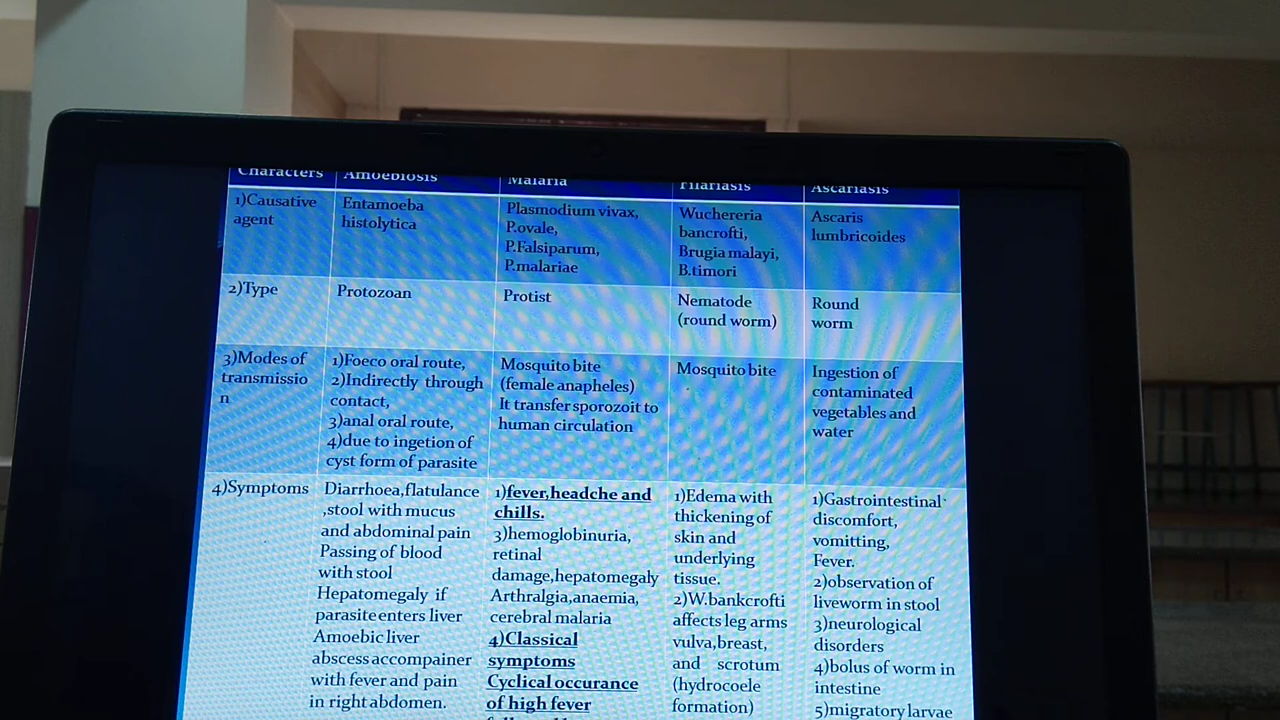 Characters
Amoebiosis
Malaria
Filariasis
Ascariasis
1)Causative
agent
Entamoeba
histolytica
Plasmodium vivax,
P.ovale,
P.Falsiparum,
P.malariae
Wuchereria
bancrofti,
Brugia malayi,
B.timori
Ascaris
lumbricoides
2)Type
Protozoan
Protist
Nematode
(round worm)
Round
worm
3)Modes of
transmissio
n
1)Foeco oral route,
2)Indirectly through
contact,
3)anal oral route,
4)due to ingetion of
cyst form of parasite
Mosquito bite
(female anapheles)
It transfer sporozoit to
human circulation
Mosquito bite
Ingestion of
contaminated
vegetables and
water
4)Symptoms
Diarrhoea,flatulance
,stool with mucus
and abdominal pain
Passing of blood
with stool
Hepatomegaly if
parasite enters liver
Amoebic liver
abscess accompainer
with fever and pain
in right abdomen.
1)fever,headche and
chills.
3)hemoglobinuria,
retinal
damage,hepatomegaly
Arthralgia,anaemia,
cerebral malaria
4)Classical
symptoms
Cyclical occurance
of high fever
1)Edema with
thickening of
skin and
underlying
tissue.
2)W.bankcrofti
affects leg arms
vulva,breast,
and scrotum
(hydrocoele
formation)
1)Gastrointestinal
discomfort,
vomitting,
Fever.
2)observation of
liveworm in stool
3)neurological
disorders
4)bolus of worm in
intestine
5)migratory larvae